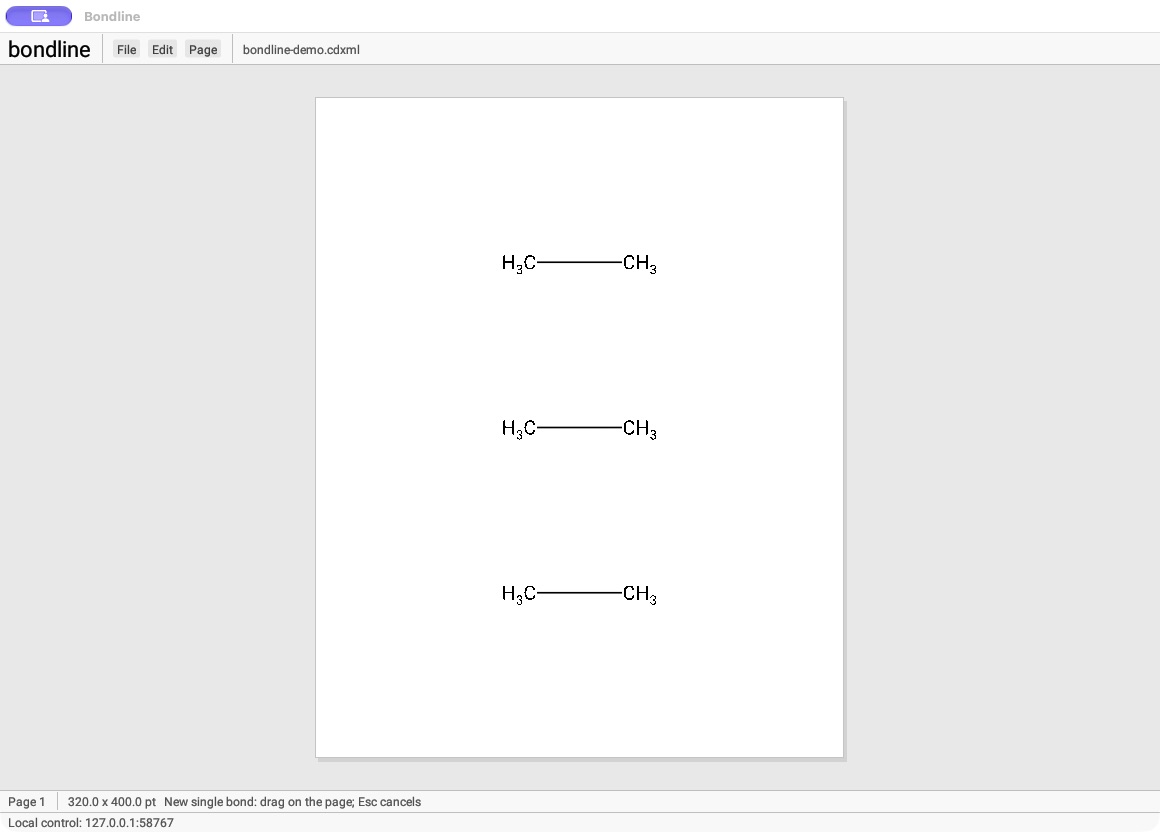 Bondline
bondline File Edit Page bondline-demo.cdxml
H₃C CH₃
H₃C CH₃
H₃C CH₃
Page 1 320.0 x 400.0 pt New single bond: drag on the page; Esc cancels
Local control: 127.0.0.1:58767